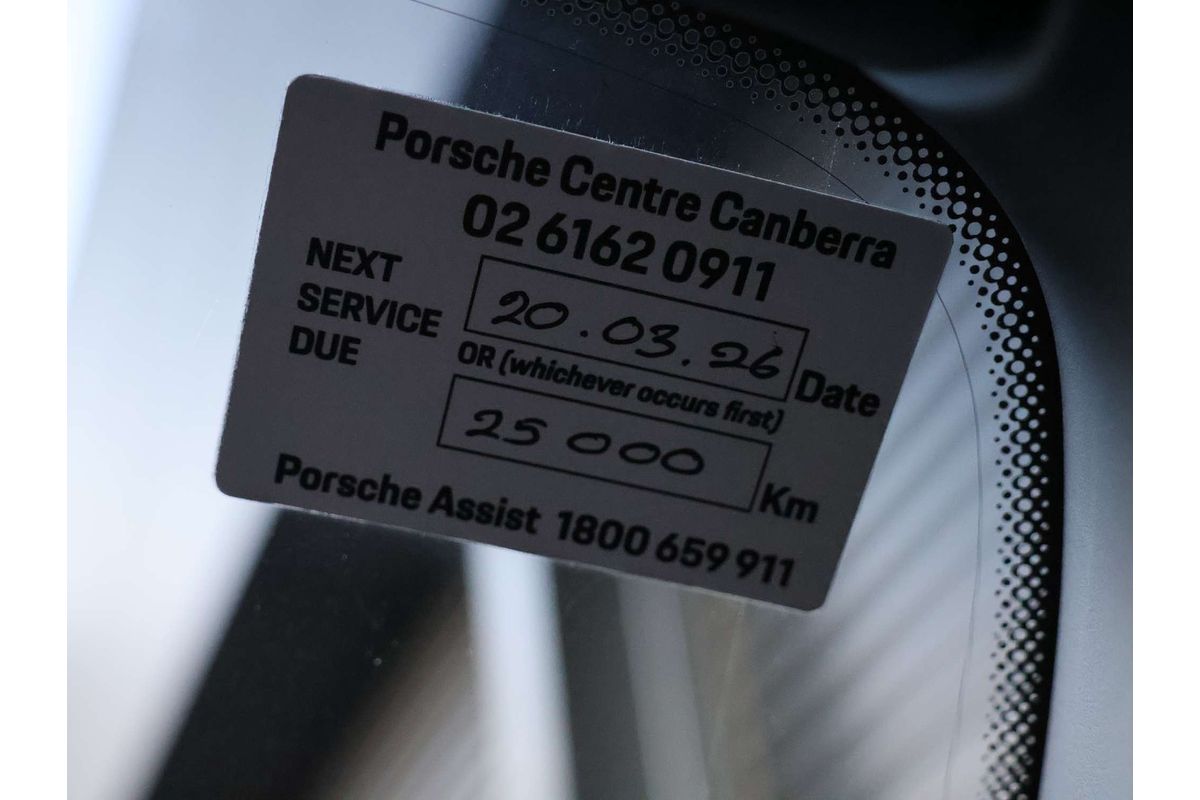 Porsche Centre Canberra
02 6162 0911
NEXT
SERVICE
DUE
20.03.26 Date
OR (whichever occurs first)
25 000 Km
Porsche Assist 1800 659 911